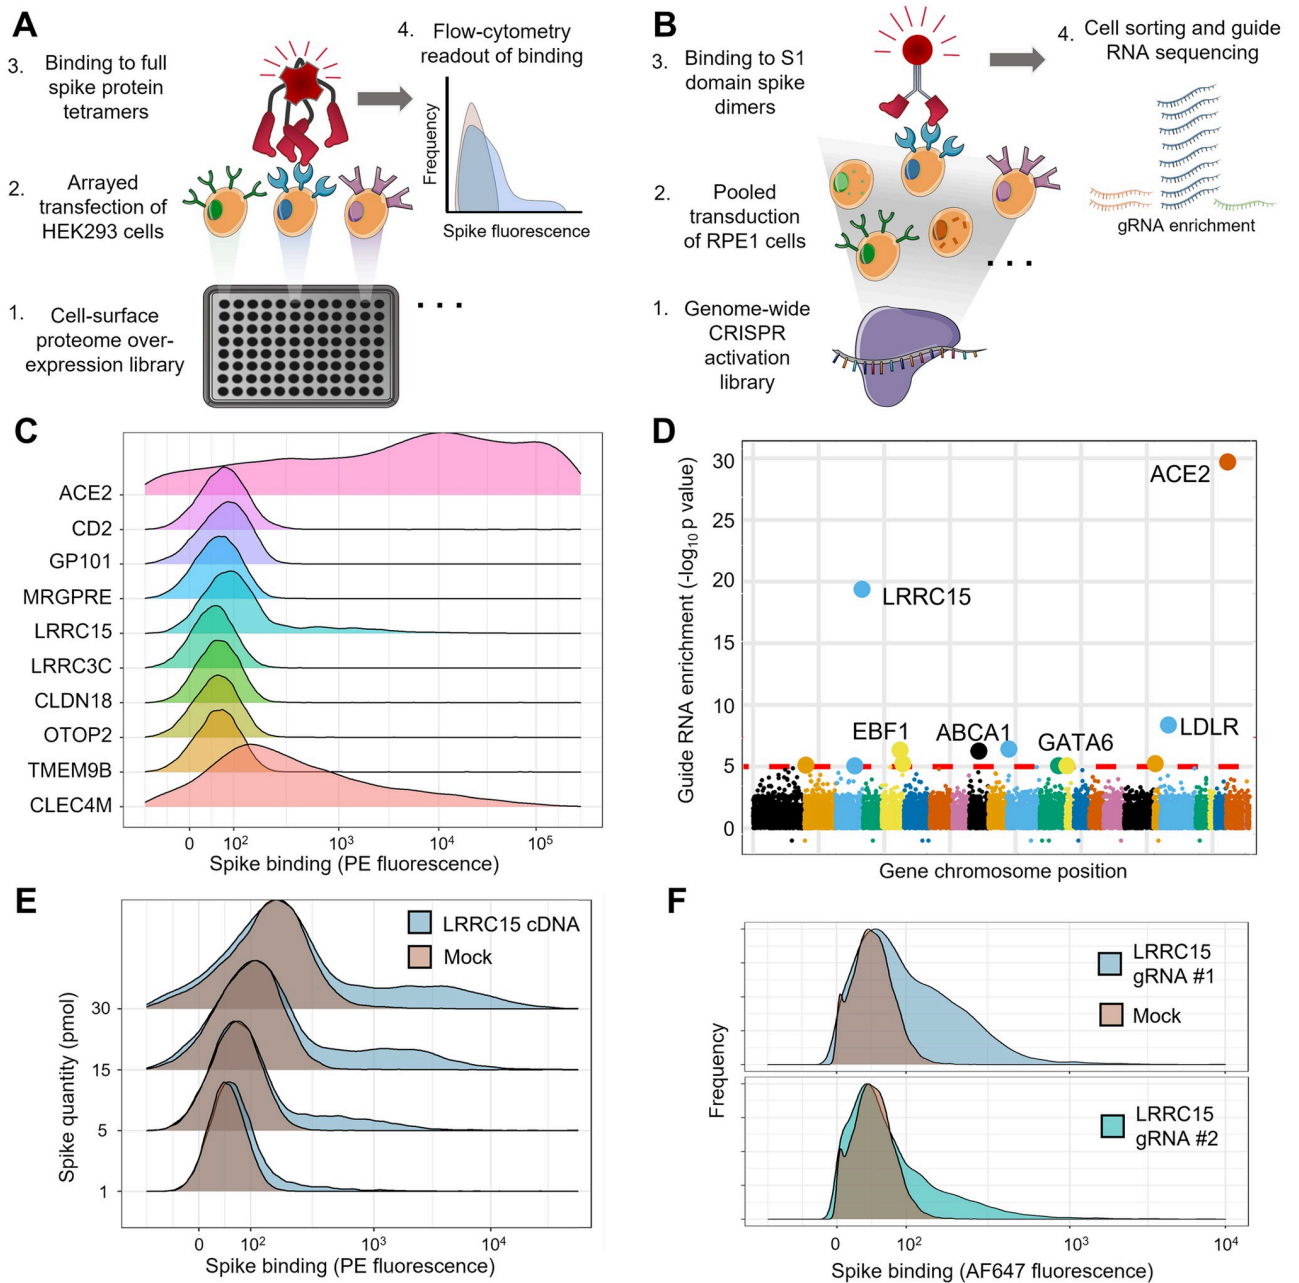 A
3. Binding to full
spike protein
tetramers
4. Flow-cytometry
readout of binding
Frequency
Spike fluorescence
2. Arrayed
transfection of
HEK293 cells
1. Cell-surface
proteome over-
expression library
. . .
B
3. Binding to S1
domain spike
dimers
4. Cell sorting and guide
RNA sequencing
gRNA enrichment
2. Pooled
transduction
of RPE1 cells
. . .
1. Genome-wide
CRISPR
activation
library
C
ACE2
CD2
GP101
MRGPRE
LRRC15
LRRC3C
CLDN18
OTOP2
TMEM9B
CLEC4M
0 10² 10³ 10⁴ 10⁵
Spike binding (PE fluorescence)
D
Guide RNA enrichment (-log₁₀ p value)
30
25
20
15
10
5
0
ACE2
LRRC15
EBF1
ABCA1
GATA6
LDLR
Gene chromosome position
E
LRRC15 cDNA
Mock
Spike quantity (pmol)
30
15
5
1
0 10² 10³ 10⁴
Spike binding (PE fluorescence)
F
Frequency
LRRC15
gRNA #1
Mock
LRRC15
gRNA #2
0 10² 10³ 10⁴
Spike binding (AF647 fluorescence)